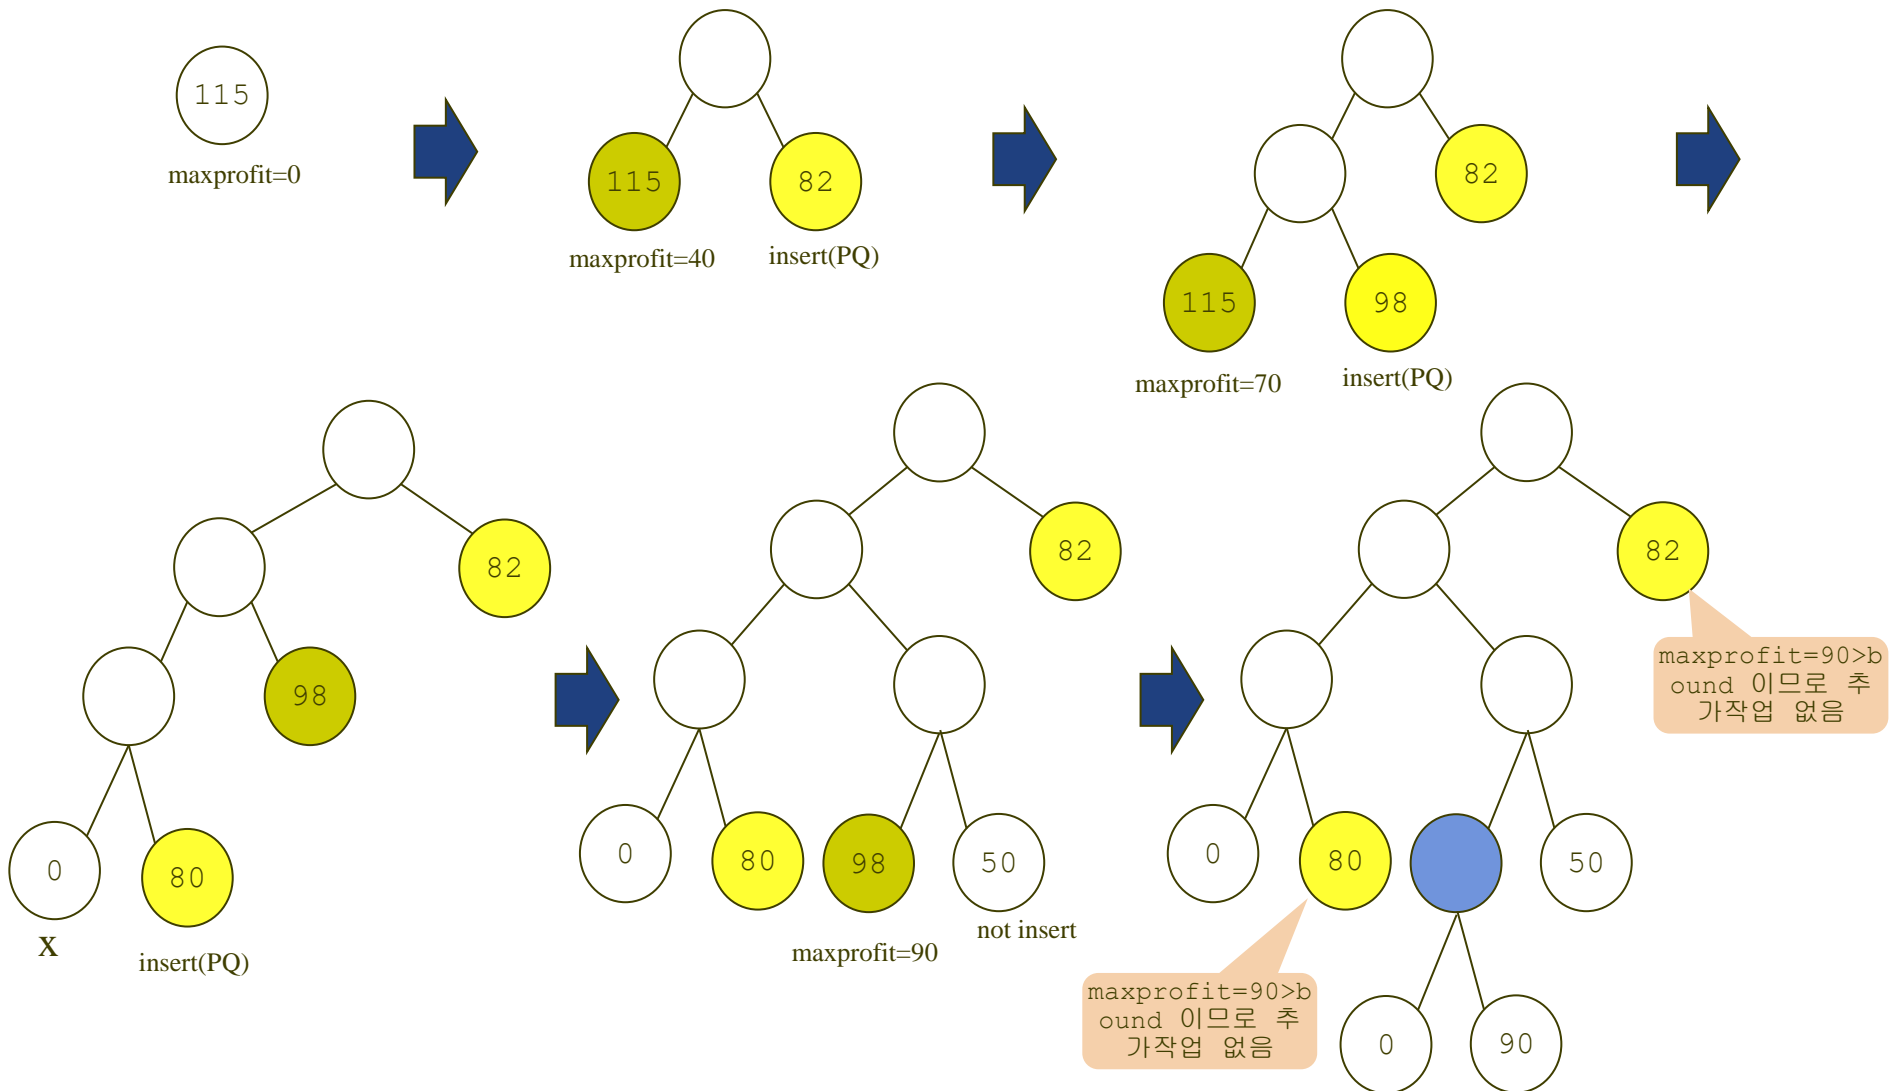 115
maxprofit=0
115
82
maxprofit=40
insert(PQ)
82
115
98
maxprofit=70
insert(PQ)
82
98
0
80
X
insert(PQ)
82
0
80
98
50
maxprofit=90
not insert
82
maxprofit=90>b
ound 이므로 추
가작업 없음
0
80
50
maxprofit=90>b
ound 이므로 추
가작업 없음
0
90